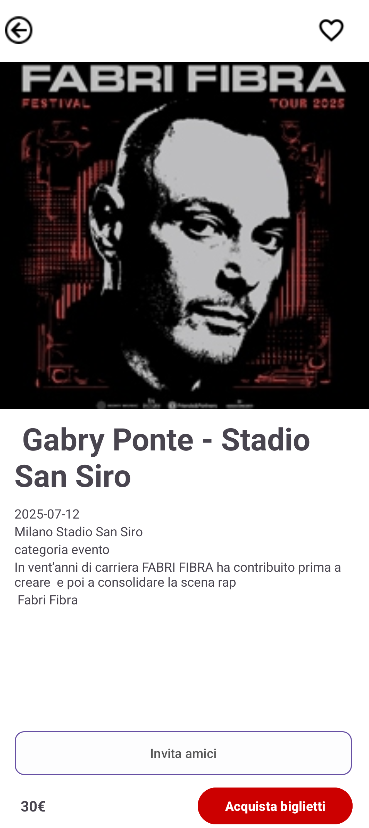 FABRI FIBRA
FESTIVAL TOUR 2025
Gabry Ponte - Stadio
San Siro
2025-07-12
Milano Stadio San Siro
categoria evento
In vent'anni di carriera FABRI FIBRA ha contribuito prima a
creare e poi a consolidare la scena rap
Fabri Fibra
Invita amici
30€ Acquista biglietti